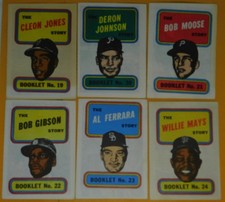 THE
CLEON JONES
STORY
BOOKLET No. 19
THE
DERON JOHNSON
STORY
BOOKLET No.
THE
BOB MOOSE
STORY
BOOKLET No.
THE
BOB GIBSON
STORY
BOOKLET No. 22
THE
AL FERRARA
STORY
BOOKLET No. 23
THE
WILLIE MAYS
STORY
BOOKLET No. 24